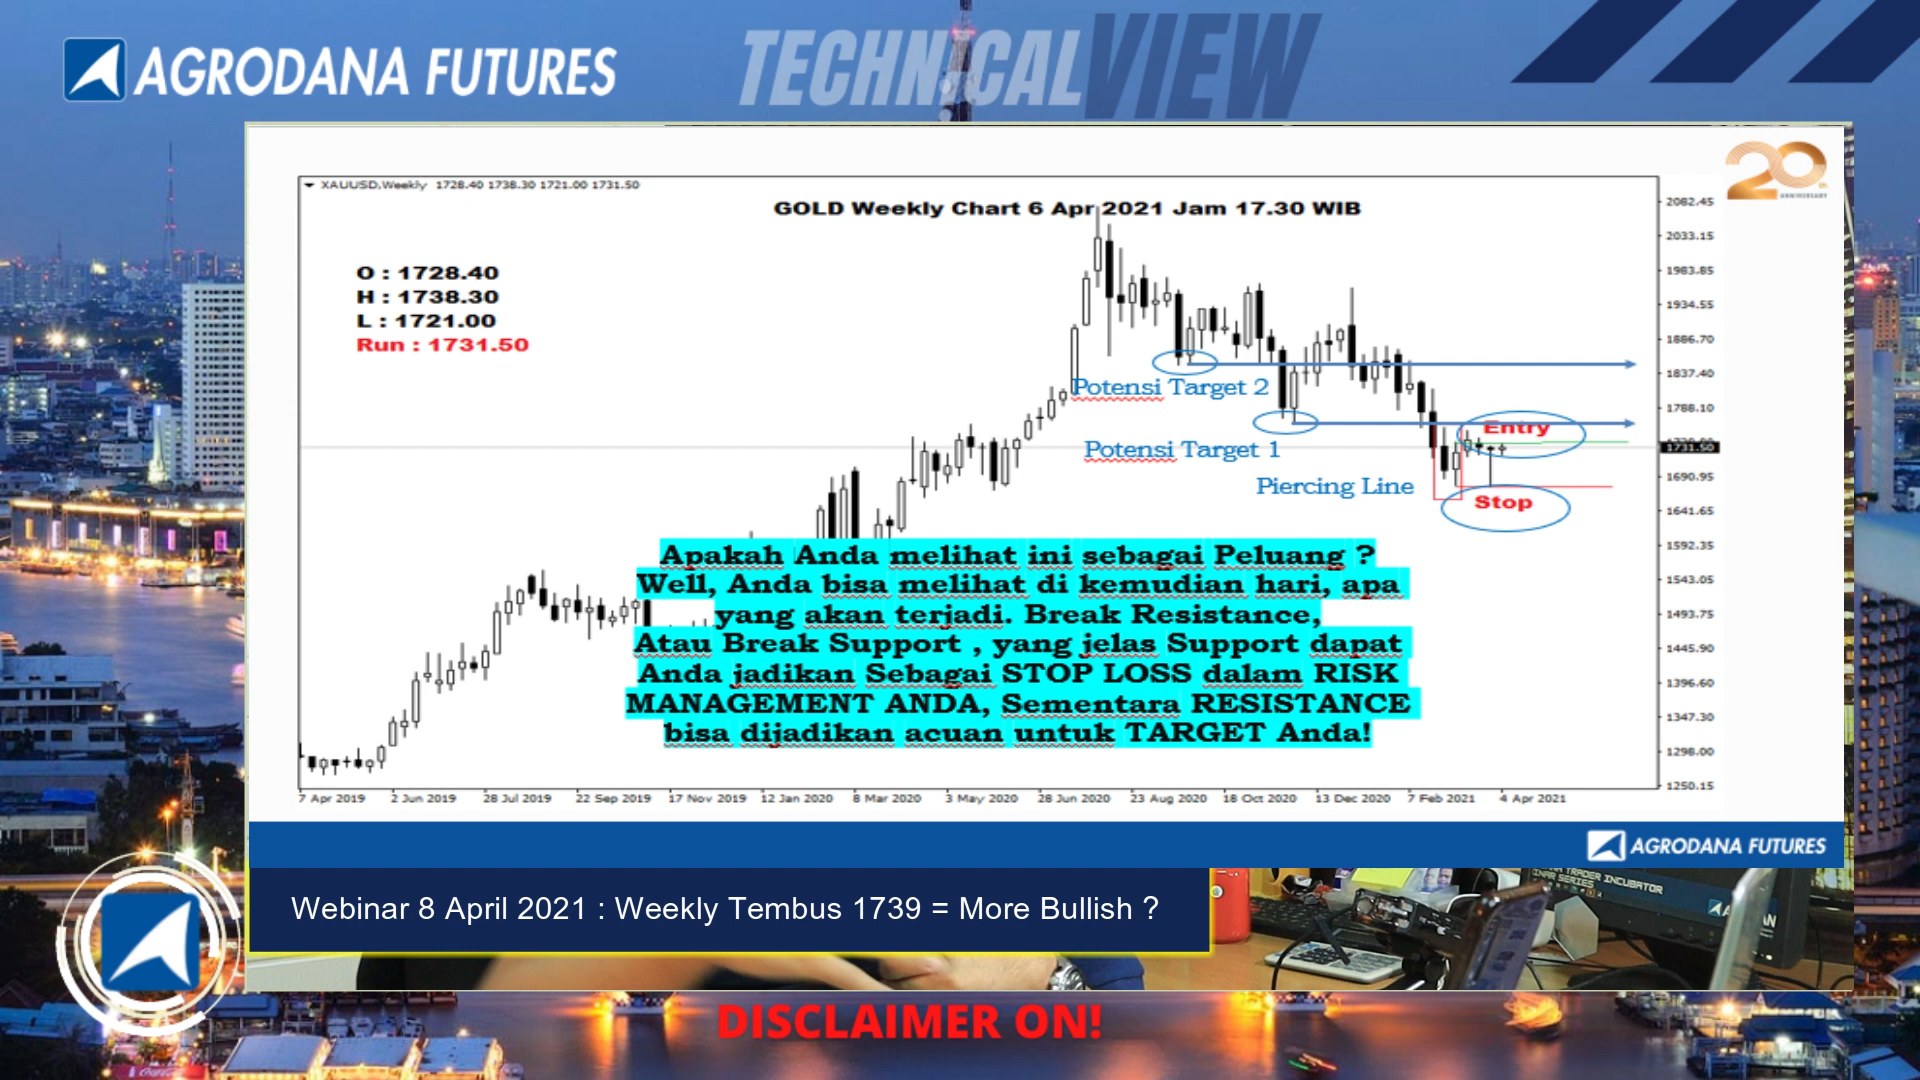 AGRODANA FUTURES
TECHNICAL VIEW
20th
ANNIVERSARY
XAUUSD,Weekly 1728.40 1738.30 1721.00 1731.50
GOLD Weekly Chart 6 Apr 2021 Jam 17.30 WIB
O : 1728.40
H : 1738.30
L : 1721.00
Run : 1731.50
2082.45
2033.15
1983.85
1934.55
1886.70
1837.40
1788.10
1731.50
1690.95
1641.65
1592.35
1543.05
1493.75
1445.90
1396.60
1347.30
1298.00
1250.15
Potensi Target 2
Entry
Potensi Target 1
Piercing Line
Stop
Apakah Anda melihat ini sebagai Peluang ?
Well, Anda bisa melihat di kemudian hari, apa
yang akan terjadi. Break Resistance,
Atau Break Support , yang jelas Support dapat
Anda jadikan Sebagai STOP LOSS dalam RISK
MANAGEMENT ANDA, Sementara RESISTANCE
bisa dijadikan acuan untuk TARGET Anda!
7 Apr 2019 2 Jun 2019 28 Jul 2019 22 Sep 2019 17 Nov 2019 12 Jan 2020 8 Mar 2020 3 May 2020 28 Jun 2020 23 Aug 2020 18 Oct 2020 13 Dec 2020 7 Feb 2021 4 Apr 2021
AGRODANA FUTURES
TRADER INCUBATOR
SERIES
Webinar 8 April 2021 : Weekly Tembus 1739 = More Bullish ?
DISCLAIMER ON!